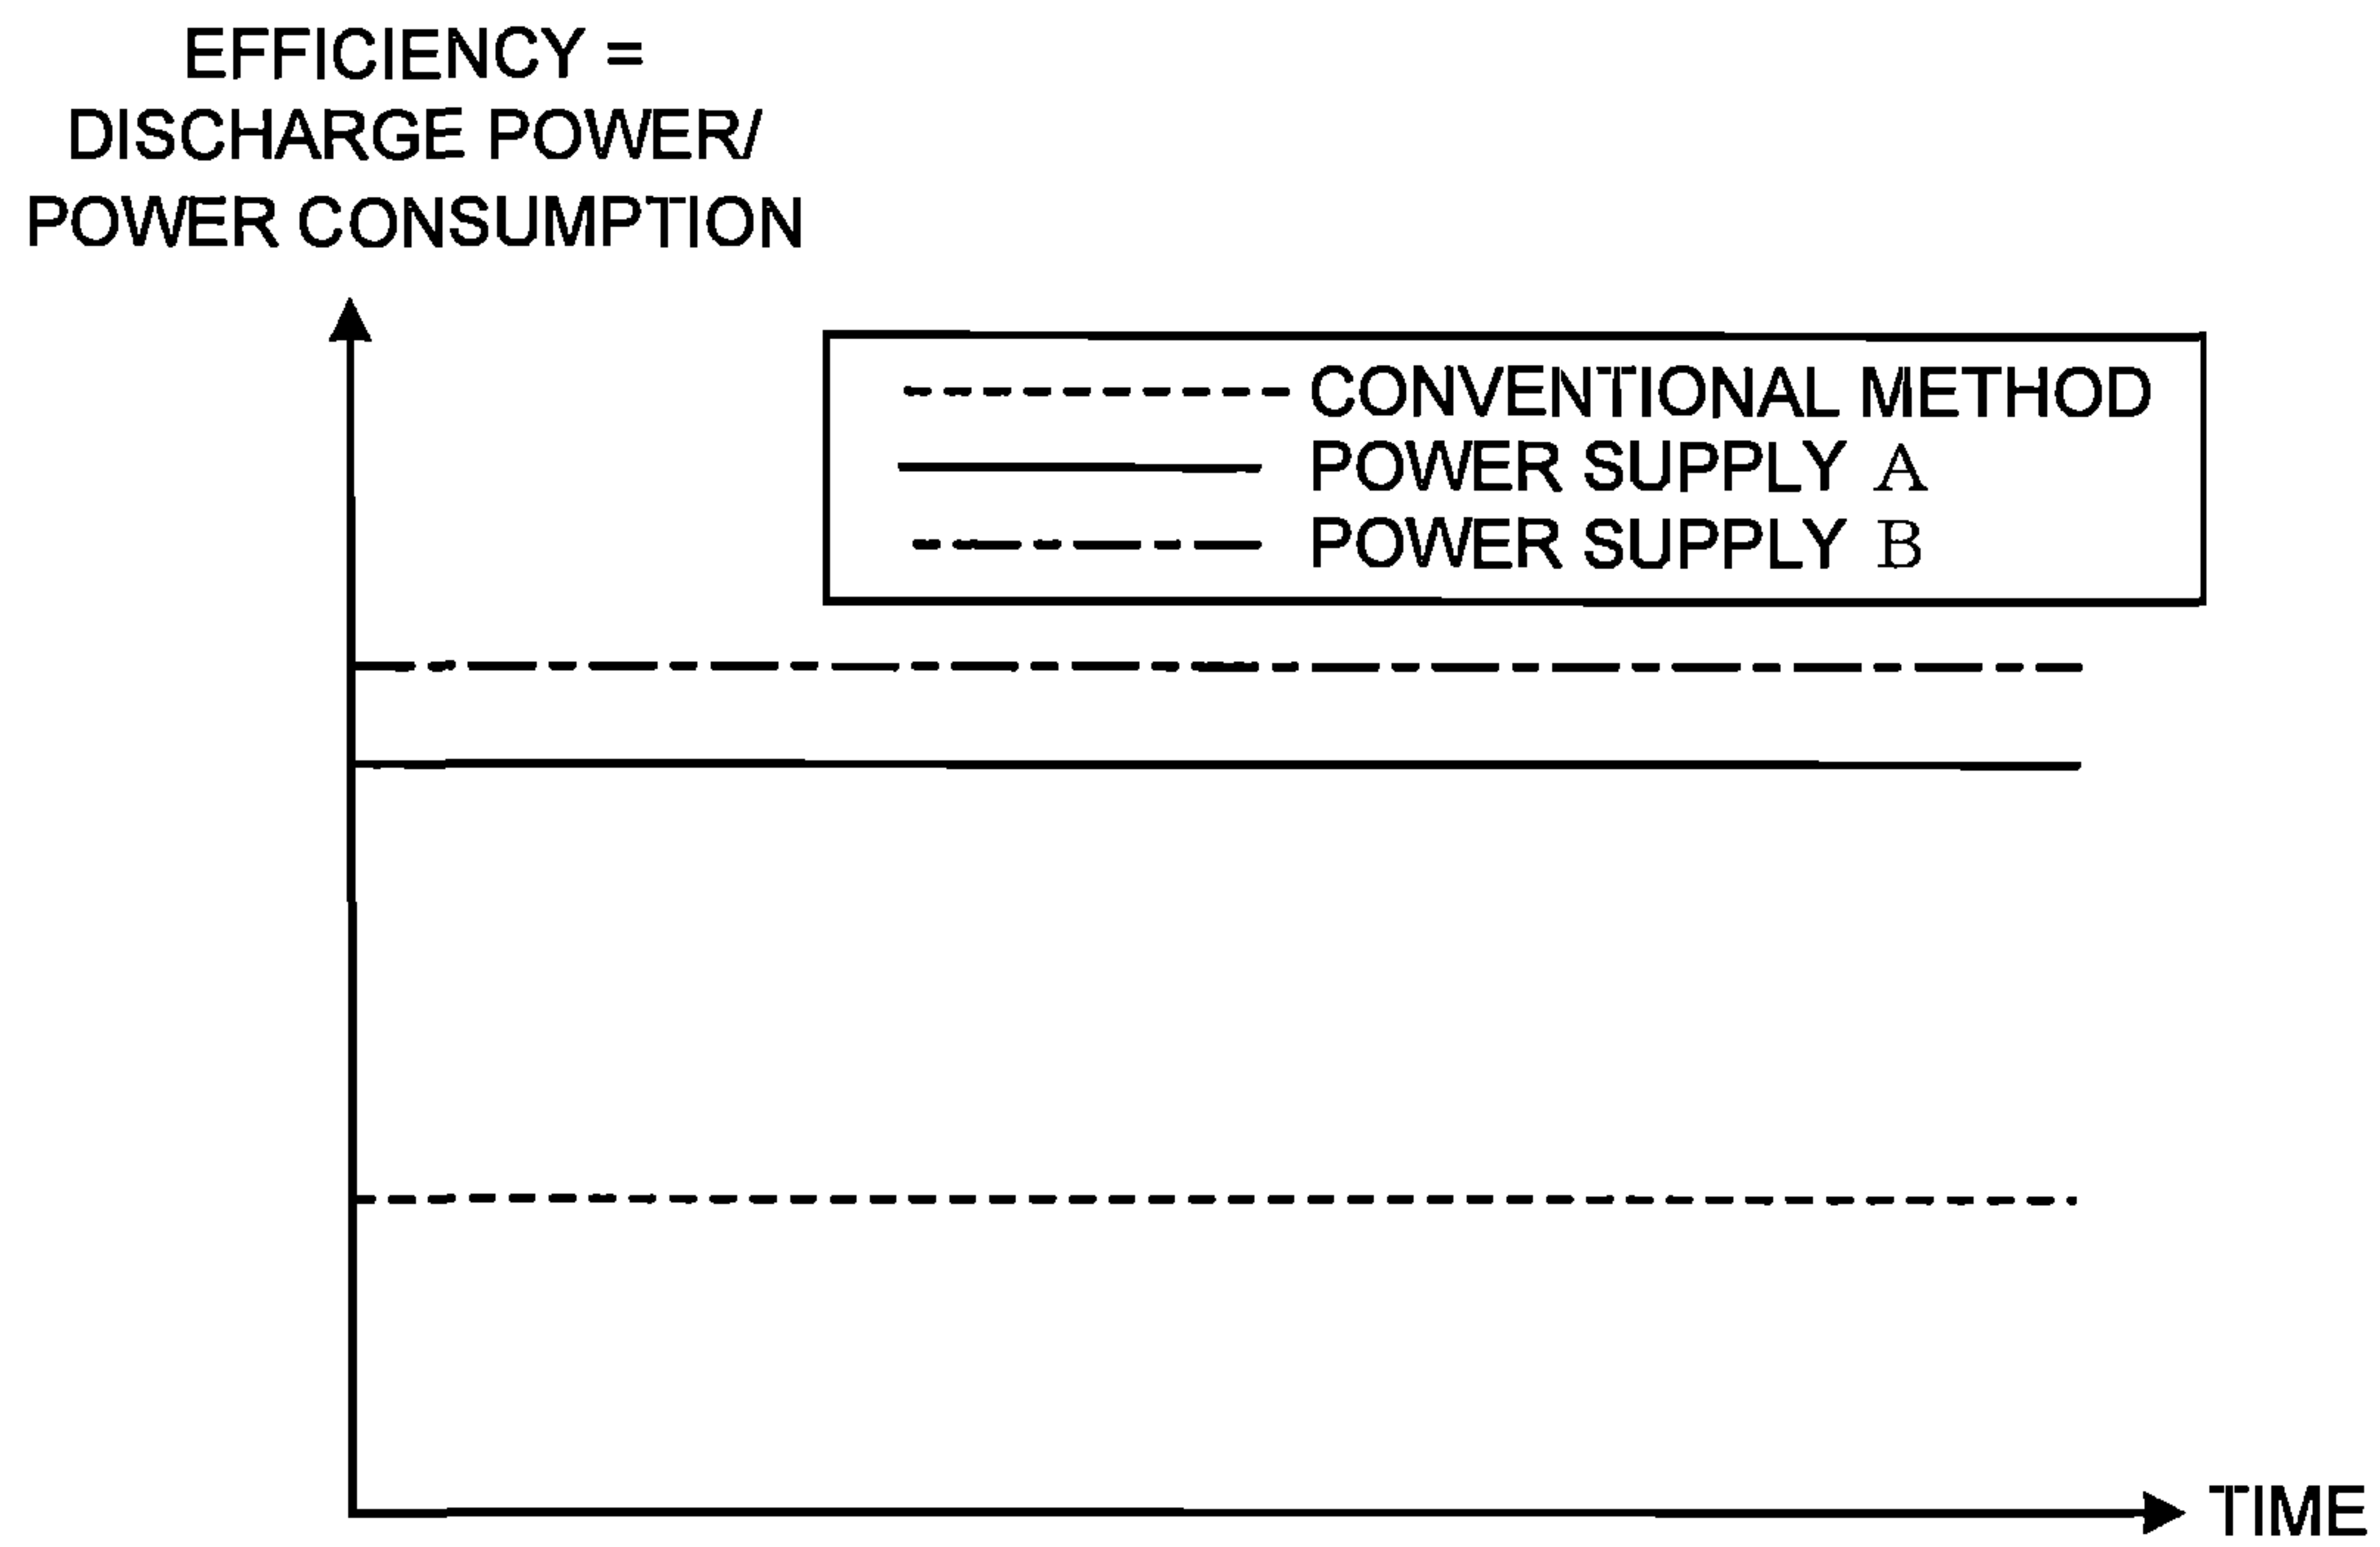 EFFICIENCY =
DISCHARGE POWER/
POWER CONSUMPTION
CONVENTIONAL METHOD
POWER SUPPLY A
POWER SUPPLY B
TIME